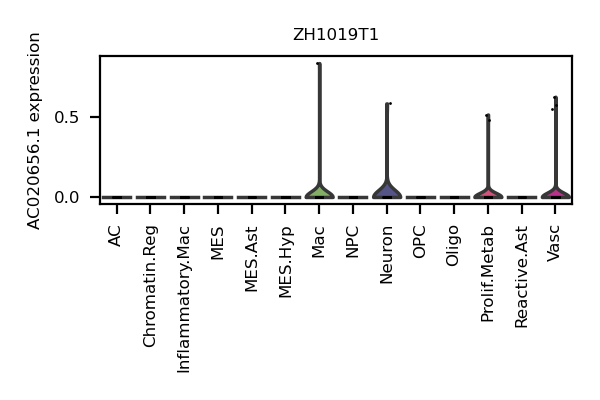 ZH1019T1
AC020656.1 expression
0.5
0.0
AC
Chromatin.Reg
Inflammatory.Mac
MES
MES.Ast
MES.Hyp
Mac
NPC
Neuron
OPC
Oligo
Prolif.Metab
Reactive.Ast
Vasc